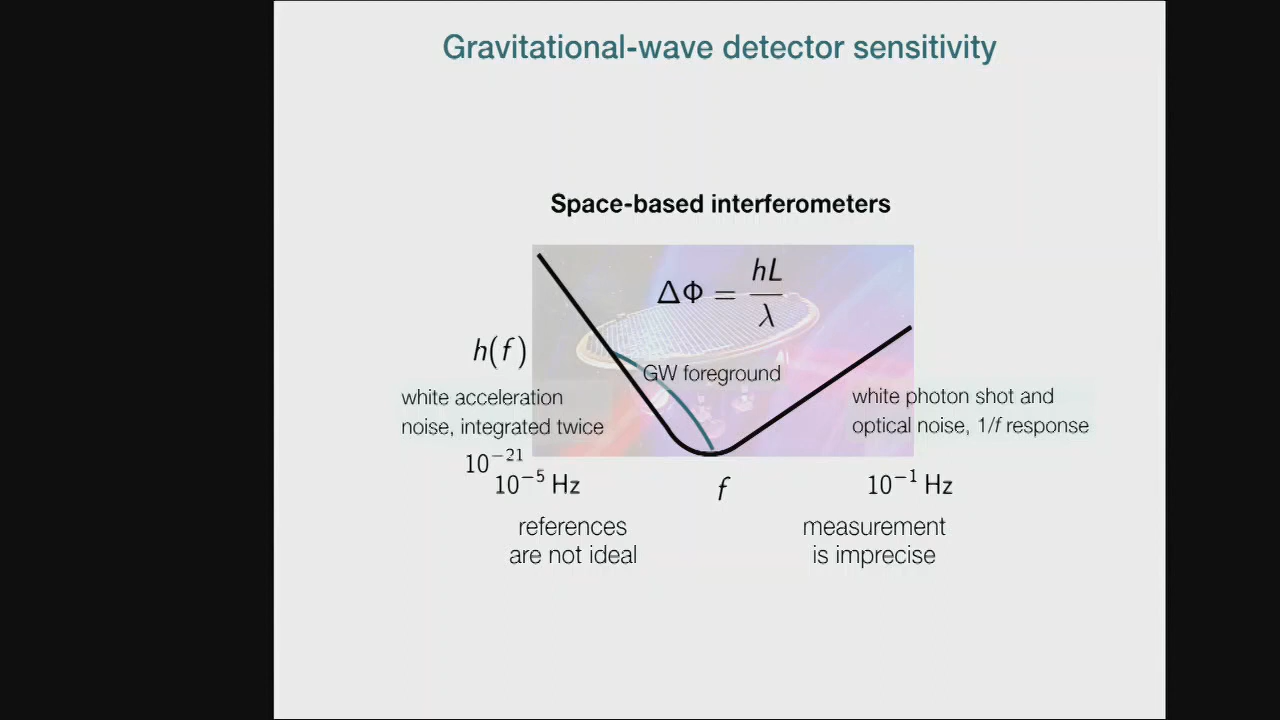 Gravitational-wave detector sensitivity
Space-based interferometers
ΔΦ = hL/λ
h(f)
GW foreground
white acceleration
noise, integrated twice
white photon shot and
optical noise, 1/f response
10⁻²¹
10⁻⁵ Hz
f
10⁻¹ Hz
references
are not ideal
measurement
is imprecise